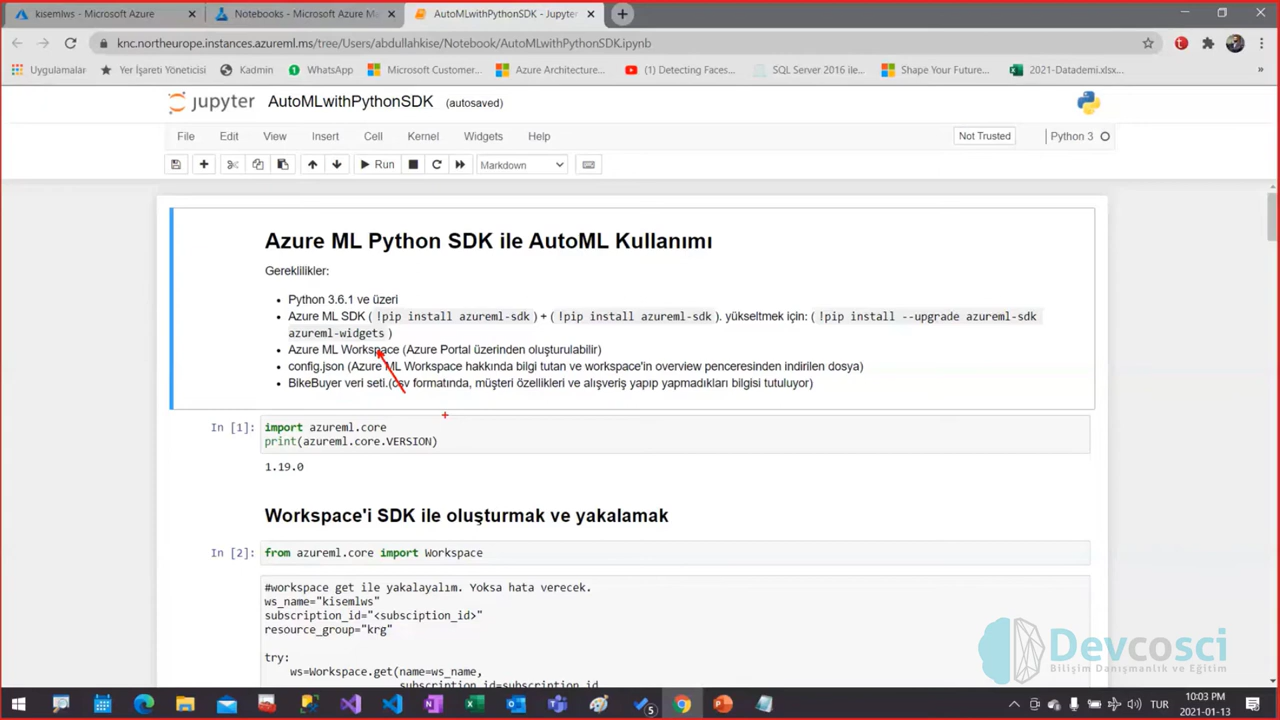 kisemlws - Microsoft Azure
Notebooks - Microsoft Azure Ma
AutoMLwithPythonSDK - Jupyter
knc.northeurope.instances.azureml.ms/tree/Users/abdullahkise/Notebook/AutoMLwithPythonSDK.ipynb
Uygulamalar
Yer İşareti Yöneticisi
Kadmin
WhatsApp
Microsoft Customer...
Azure Architecture...
(1) Detecting Faces...
SQL Server 2016 ile...
Shape Your Future...
2021-Datademi.xlsx...
»
jupyter AutoMLwithPythonSDK (autosaved)
File Edit View Insert Cell Kernel Widgets Help
Not Trusted
Python 3
Run
Markdown
Azure ML Python SDK ile AutoML Kullanımı
Gereklilikler:
• Python 3.6.1 ve üzeri
• Azure ML SDK ( !pip install azureml-sdk ) + ( !pip install azureml-sdk ). yükseltmek için: ( !pip install --upgrade azureml-sdk
azureml-widgets )
• Azure ML Workspace (Azure Portal üzerinden oluşturulabilir)
• config.json (Azure ML Workspace hakkında bilgi tutan ve workspace'in overview penceresinden indirilen dosya)
• BikeBuyer veri seti.(csv formatında, müşteri özellikleri ve alışveriş yapıp yapmadıkları bilgisi tutuluyor)
In [1]: import azureml.core
print(azureml.core.VERSION)
1.19.0
Workspace'i SDK ile oluşturmak ve yakalamak
In [2]: from azureml.core import Workspace
#workspace get ile yakalayalım. Yoksa hata verecek.
ws_name="kisemlws"
subscription_id="<subsciption_id>"
resource_group="krg"
try:
ws=Workspace.get(name=ws_name,
subscription_id=subscription_id
Devcosci
Bilişim Danışmanlık ve Eğitim
5
TUR
10:03 PM
2021-01-13